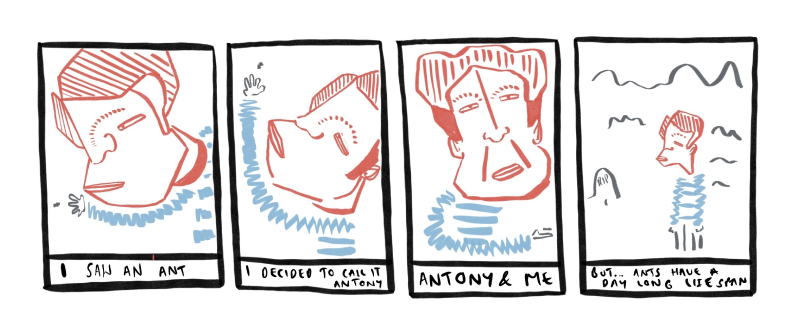 I SAW AN ANT
I DECIDED TO CALL IT
ANTONY
ANTONY & ME
RIP
BUT... ANTS HAVE A
DAY LONG LIFESPAN